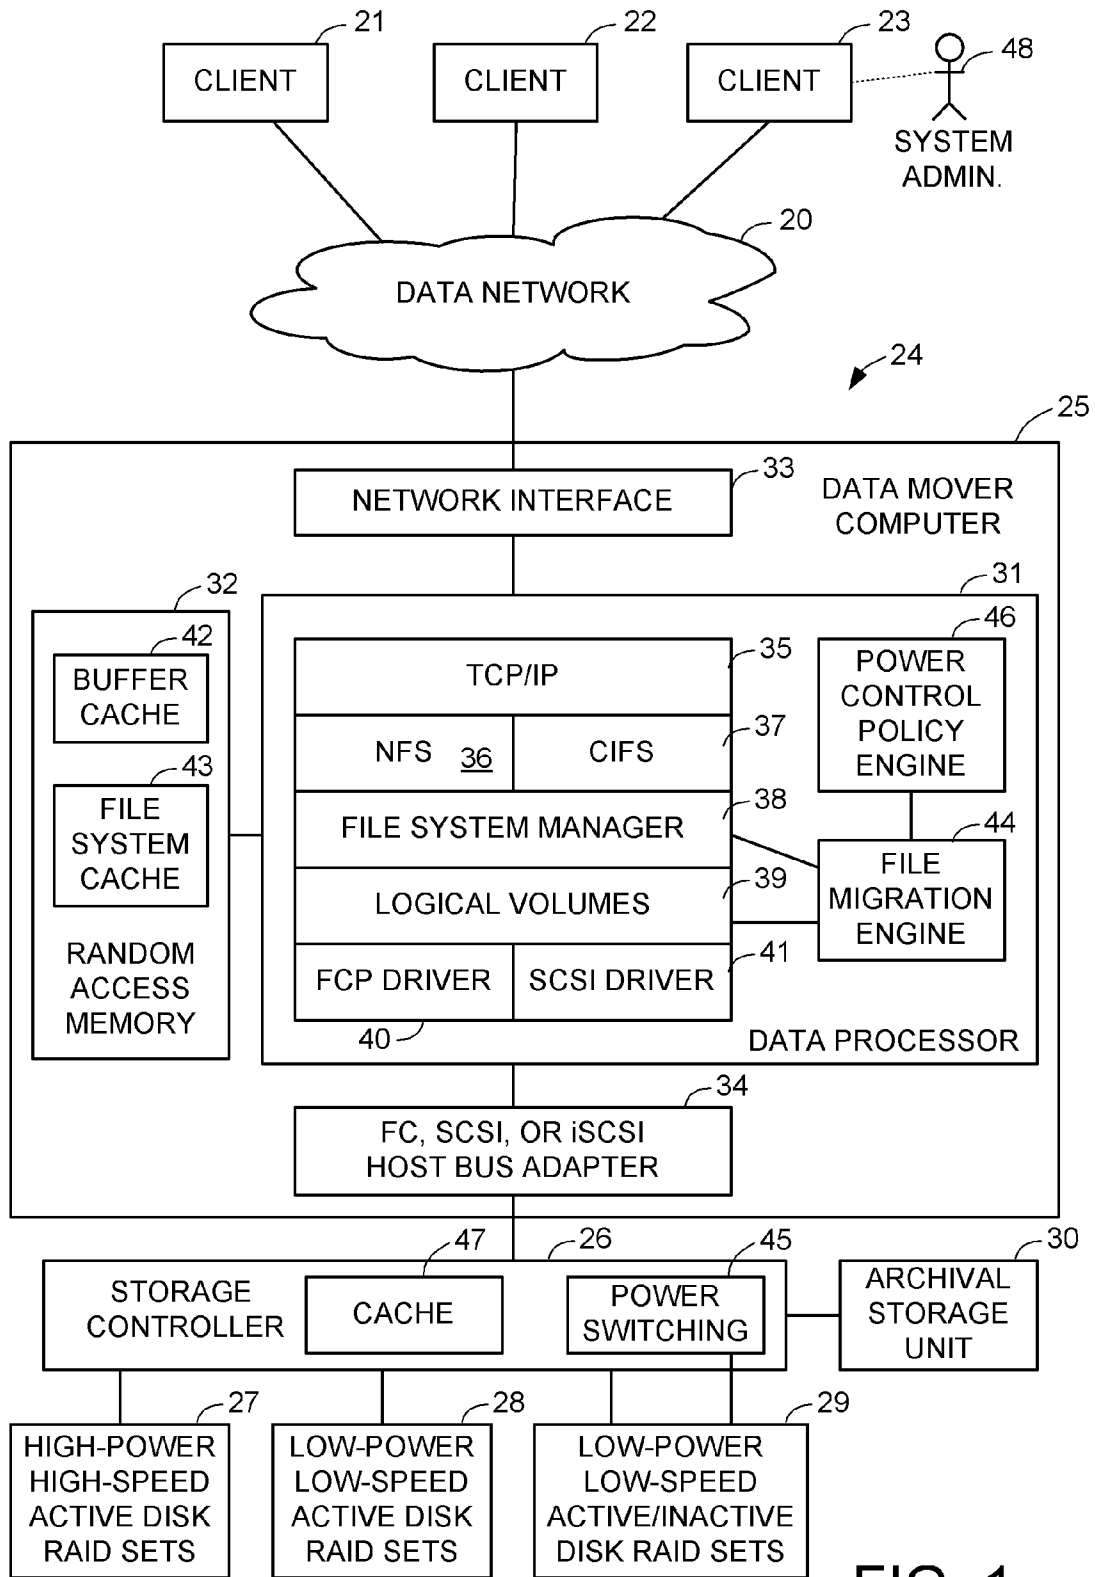 21
22
23
48
CLIENT
CLIENT
CLIENT
SYSTEM
ADMIN.
20
DATA NETWORK
24
25
33
NETWORK INTERFACE
DATA MOVER
COMPUTER
32
31
42
BUFFER
CACHE
43
FILE
SYSTEM
CACHE
RANDOM
ACCESS
MEMORY
35
TCP/IP
NFS 36
CIFS
37
FILE SYSTEM MANAGER
38
LOGICAL VOLUMES
39
FCP DRIVER
SCSI DRIVER
41
40
46
POWER
CONTROL
POLICY
ENGINE
44
FILE
MIGRATION
ENGINE
DATA PROCESSOR
34
FC, SCSI, OR iSCSI
HOST BUS ADAPTER
47
26
45
30
STORAGE
CONTROLLER
CACHE
POWER
SWITCHING
ARCHIVAL
STORAGE
UNIT
27
28
29
HIGH-POWER
HIGH-SPEED
ACTIVE DISK
RAID SETS
LOW-POWER
LOW-SPEED
ACTIVE DISK
RAID SETS
LOW-POWER
LOW-SPEED
ACTIVE/INACTIVE
DISK RAID SETS
FIG. 1